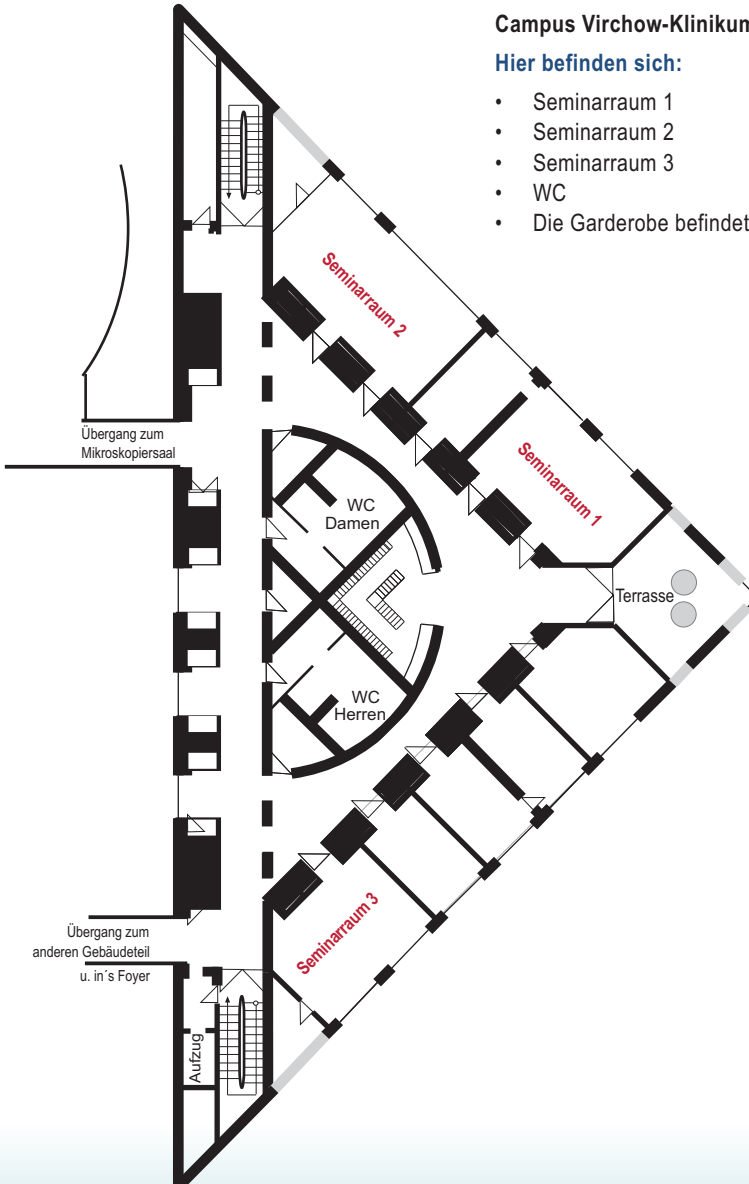 Campus Virchow-Klinikum
Hier befinden sich:
• Seminarraum 1
• Seminarraum 2
• Seminarraum 3
• WC
• Die Garderobe befindet
Seminarraum 2
Übergang zum
Mikroskopiersaal
Seminarraum 1
WC
Damen
Terrasse
WC
Herren
Seminarraum 3
Übergang zum
anderen Gebäudeteil
u. in´s Foyer
Aufzug